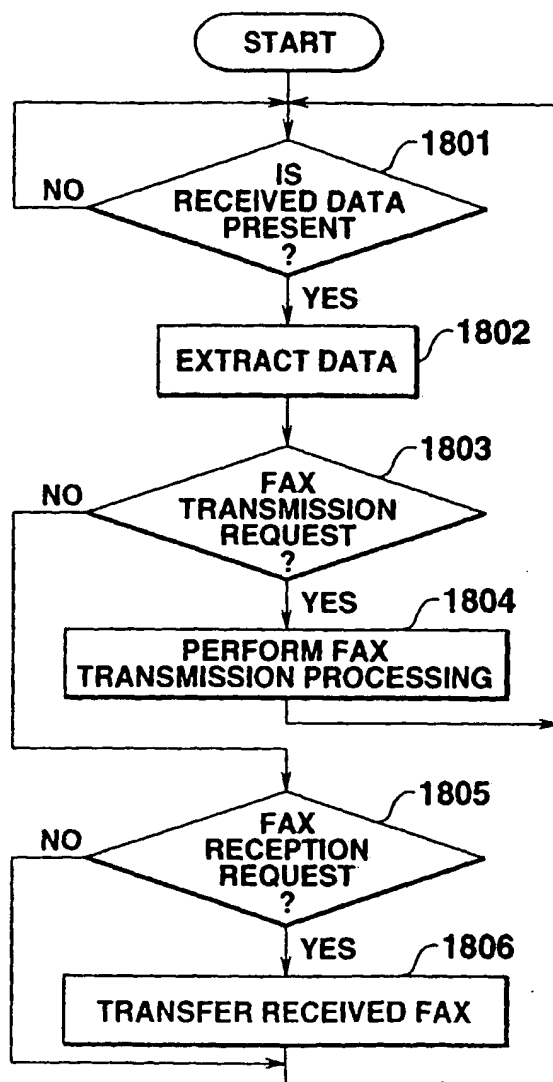 START
1801
IS
RECEIVED DATA
PRESENT
?
NO
YES
1802
EXTRACT DATA
1803
FAX
TRANSMISSION
REQUEST
?
NO
YES
1804
PERFORM FAX
TRANSMISSION PROCESSING
1805
FAX
RECEPTION
REQUEST
?
NO
YES
1806
TRANSFER RECEIVED FAX